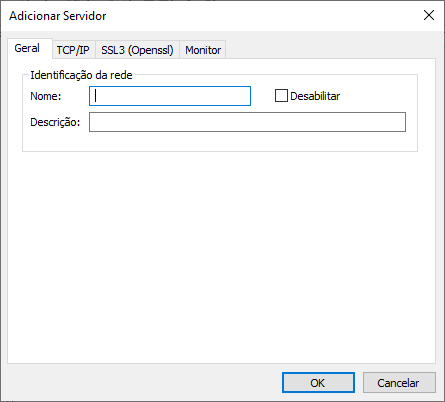 Adicionar Servidor
Geral TCP/IP SSL3 (Openssl) Monitor
Identificação da rede
Nome: Desabilitar
Descrição:
OK Cancelar